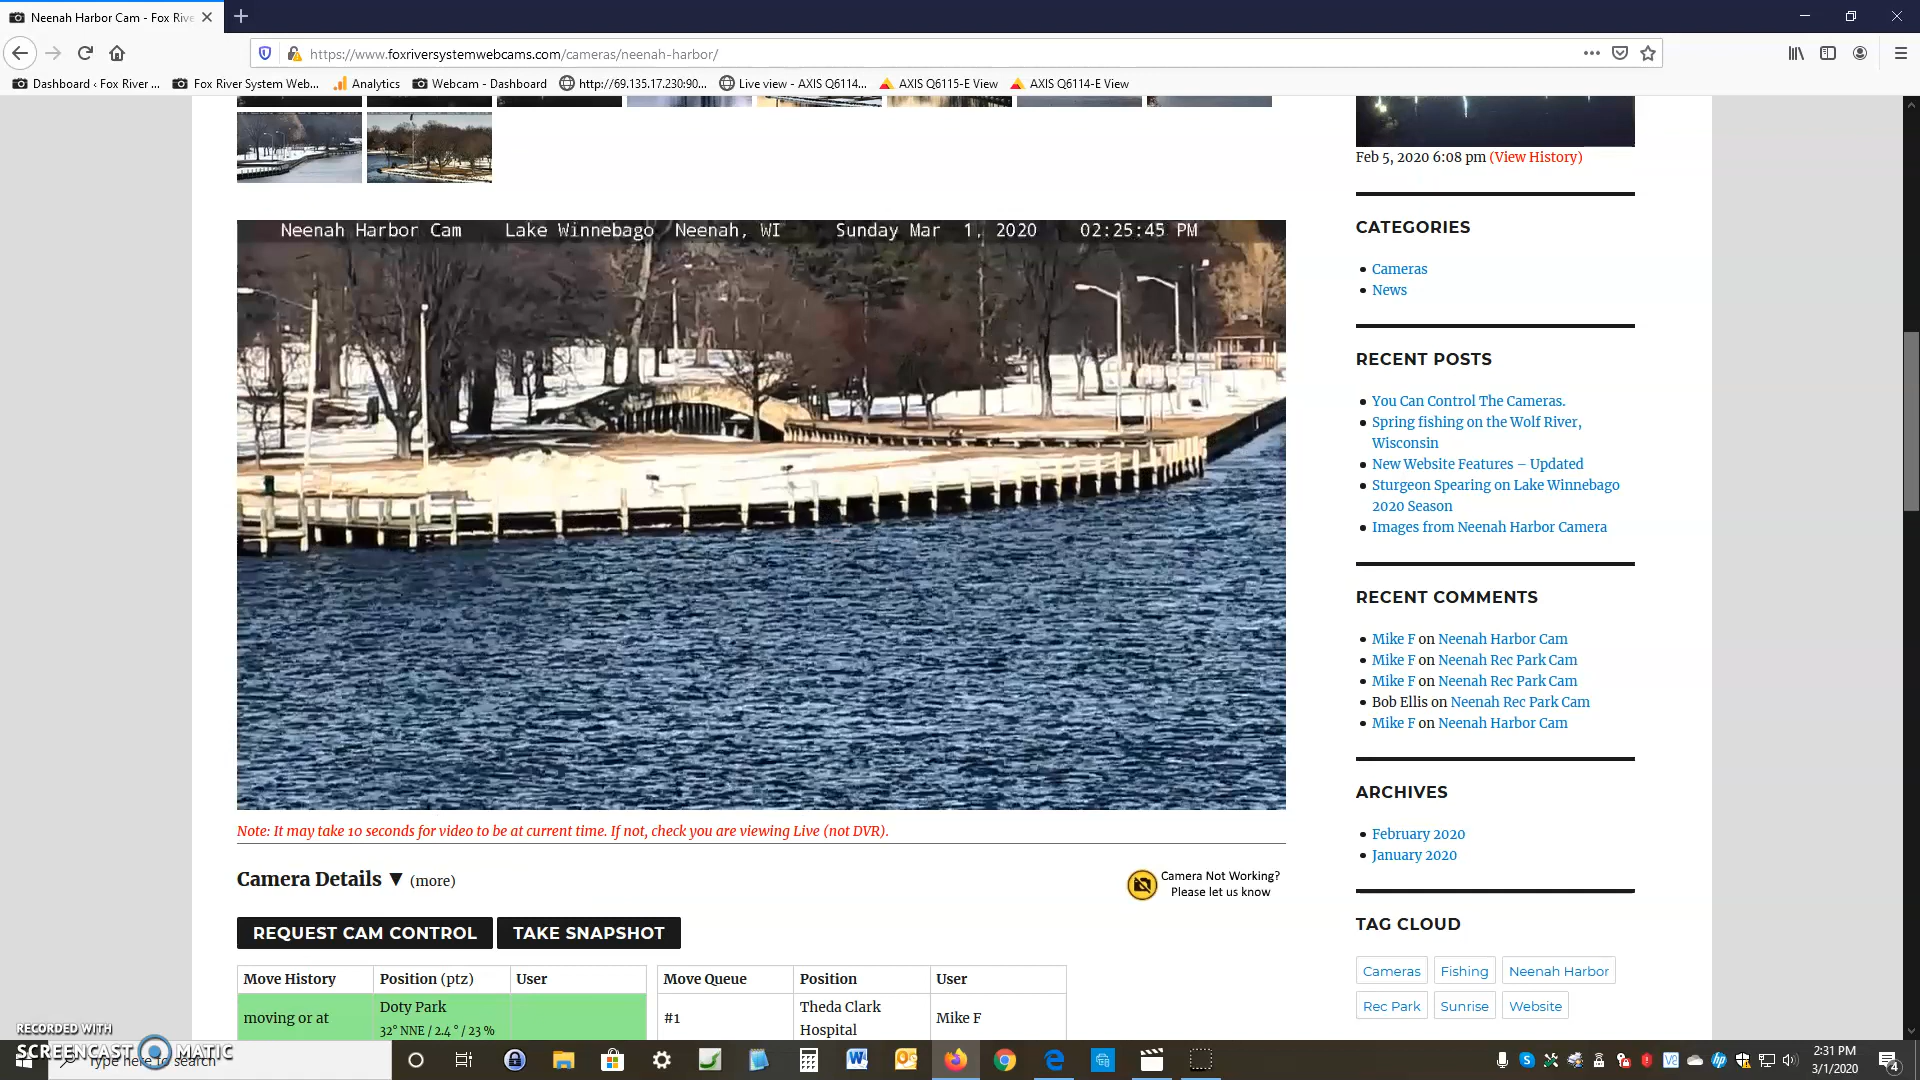 Neenah Harbor Cam - Fox Rive
https://www.foxriversystemwebcams.com/cameras/neenah-harbor/
Dashboard ‹ Fox River ...
Fox River System Web...
Analytics
Webcam - Dashboard
http://69.135.17.230:90...
Live view - AXIS Q6114...
AXIS Q6115-E View
AXIS Q6114-E View
Feb 5, 2020 6:08 pm (View History)
Neenah Harbor Cam Lake Winnebago Neenah, WI Sunday Mar 1, 2020 02:25:45 PM
Note: It may take 10 seconds for video to be at current time. If not, check you are viewing Live (not DVR).
Camera Details ▼ (more)
Camera Not Working?
Please let us know
REQUEST CAM CONTROL
TAKE SNAPSHOT
Move History Position (ptz) User
moving or at
Doty Park
32° NNE / 2.4 ° / 23 %
Move Queue Position User
#1
Theda Clark
Hospital
Mike F
CATEGORIES
Cameras
News
RECENT POSTS
You Can Control The Cameras.
Spring fishing on the Wolf River,
Wisconsin
New Website Features – Updated
Sturgeon Spearing on Lake Winnebago
2020 Season
Images from Neenah Harbor Camera
RECENT COMMENTS
Mike F on Neenah Harbor Cam
Mike F on Neenah Rec Park Cam
Mike F on Neenah Rec Park Cam
Bob Ellis on Neenah Rec Park Cam
Mike F on Neenah Harbor Cam
ARCHIVES
February 2020
January 2020
TAG CLOUD
Cameras
Fishing
Neenah Harbor
Rec Park
Sunrise
Website
RECORDED WITH
SCREENCAST MATIC
Type here to search
2:31 PM
3/1/2020
4